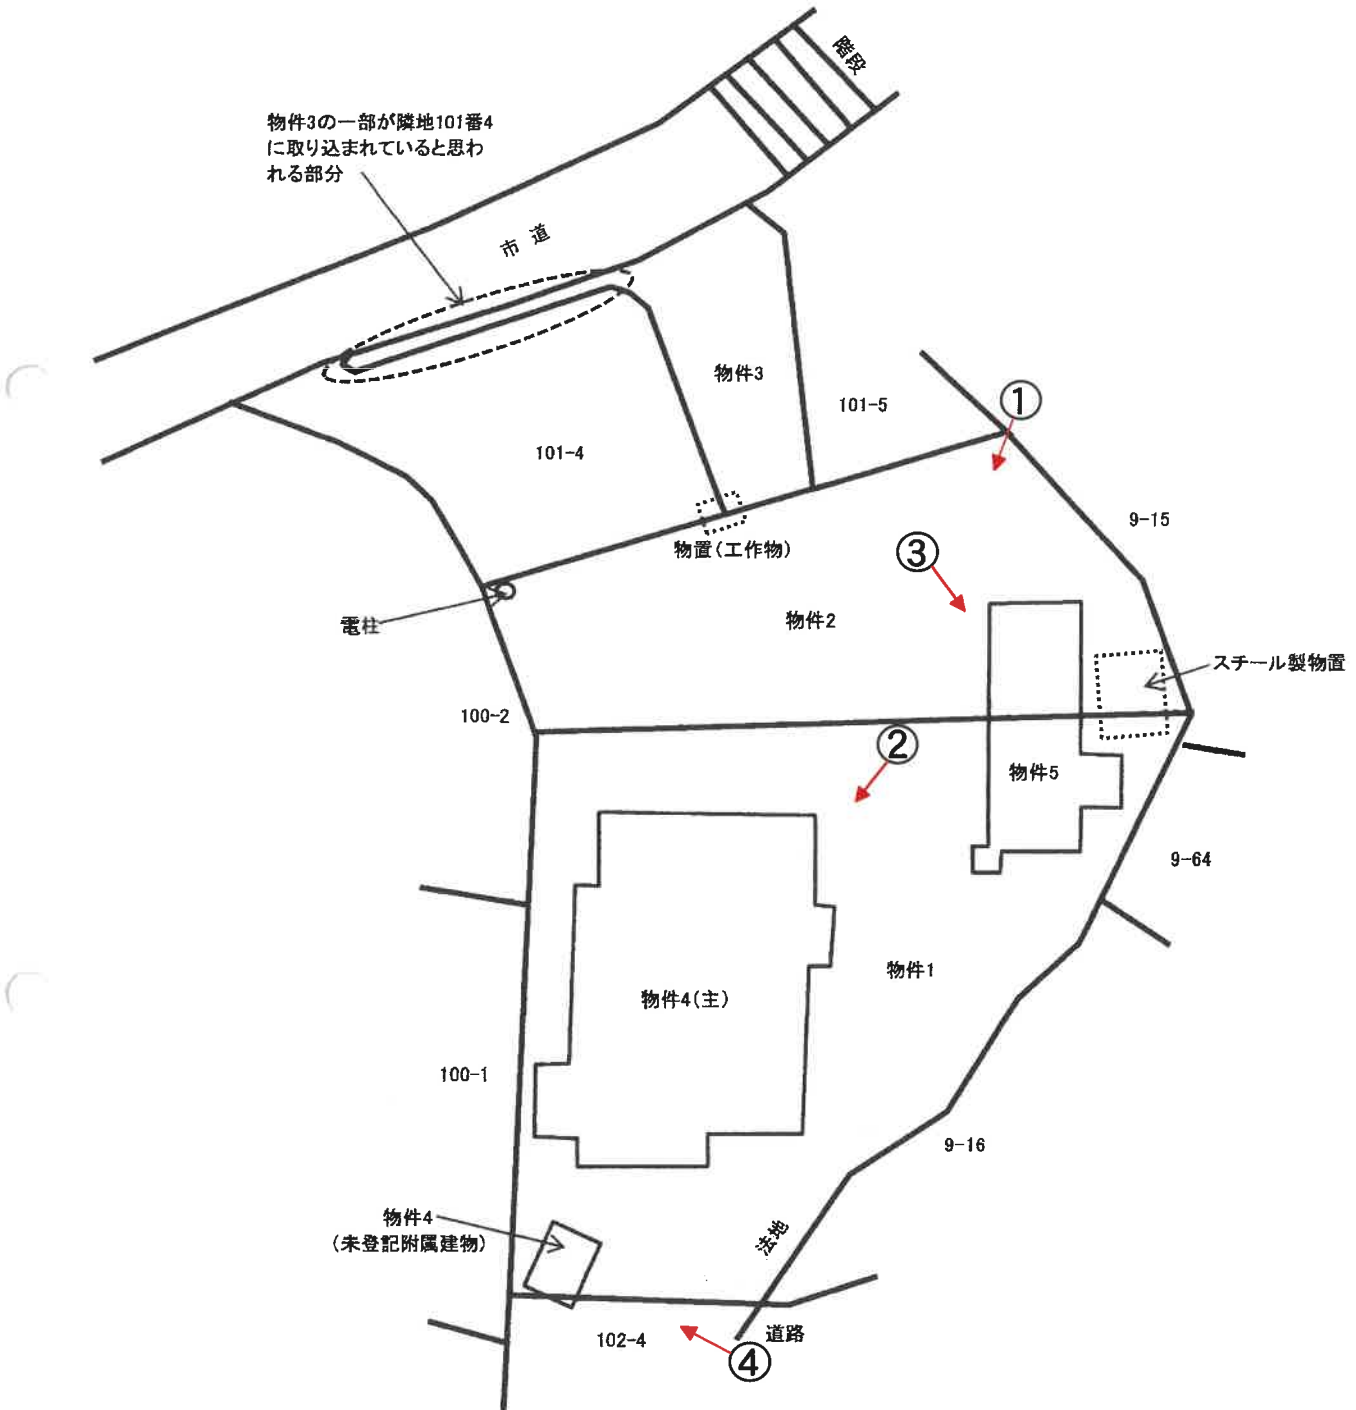 階段
物件3の一部が隣地101番4
に取り込まれていると思わ
れる部分
市道
物件3
101-5
①
101-4
9-15
物置(工作物)
③
電柱
物件2
スチール製物置
100-2
②
物件5
9-64
物件1
物件4(主)
100-1
9-16
物件4
(未登記附属建物)
法地
102-4
道路
④